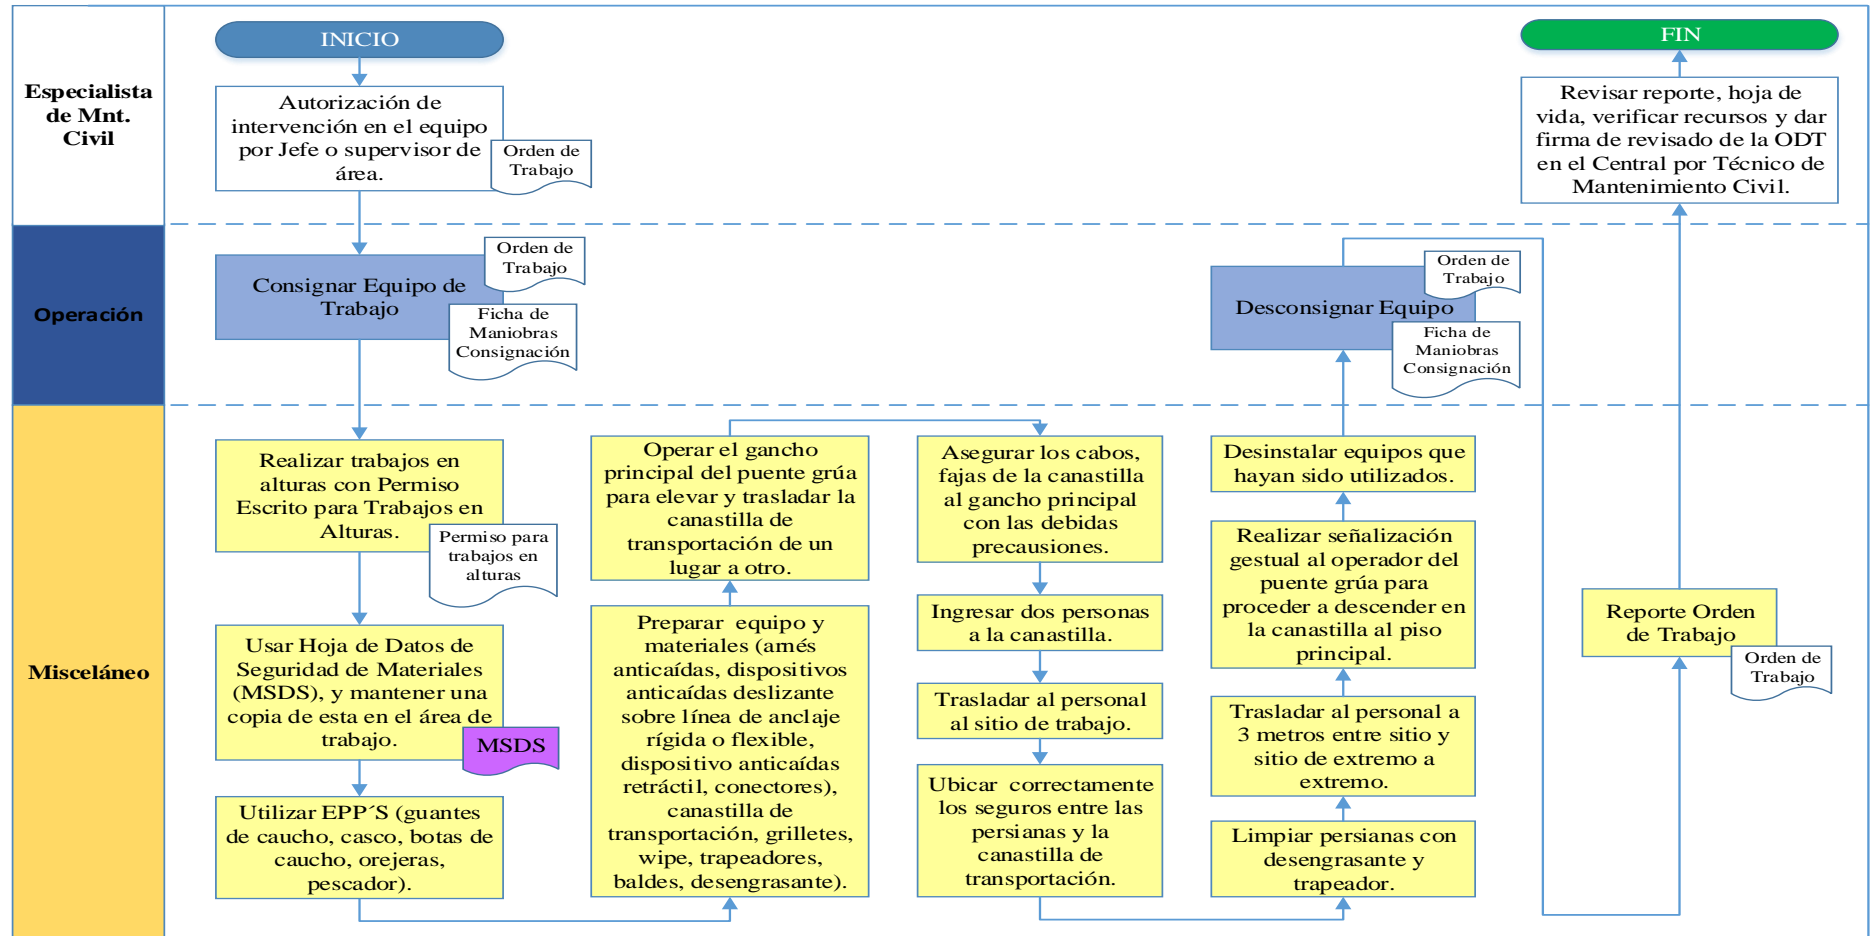 Especialista
de Mnt.
Civil
INICIO
Autorización de
intervención en el equipo
por Jefe o supervisor de
área.
Orden de
Trabajo
FIN
Revisar reporte, hoja de
vida, verificar recursos y dar
firma de revisado de la ODT
en el Central por Técnico de
Mantenimiento Civil.
Operación
Consignar Equipo de
Trabajo
Orden de
Trabajo
Ficha de
Maniobras
Consignación
Desconsignar Equipo
Orden de
Trabajo
Ficha de
Maniobras
Consignación
Misceláneo
Realizar trabajos en
alturas con Permiso
Escrito para Trabajos en
Alturas.
Permiso para
trabajos en
alturas
Usar Hoja de Datos de
Seguridad de Materiales
(MSDS), y mantener una
copia de esta en el área de
trabajo.
MSDS
Utilizar EPP´S (guantes
de caucho, casco, botas de
caucho, orejeras,
pescador).
Operar el gancho
principal del puente grúa
para elevar y trasladar la
canastilla de
transportación de un
lugar a otro.
Preparar equipo y
materiales (arnés
anticaídas, dispositivos
anticaídas deslizante
sobre línea de anclaje
rígida o flexible,
dispositivo anticaídas
retráctil, conectores),
canastilla de
transportación, grilletes,
wipe, trapeadores,
baldes, desengrasante).
Asegurar los cabos,
fajas de la canastilla
al gancho principal
con las debidas
precausiones.
Ingresar dos personas
a la canastilla.
Trasladar al personal
al sitio de trabajo.
Ubicar correctamente
los seguros entre las
persianas y la
canastilla de
transportación.
Desinstalar equipos que
hayan sido utilizados.
Realizar señalización
gestual al operador del
puente grúa para
proceder a descender en
la canastilla al piso
principal.
Trasladar al personal a
3 metros entre sitio y
sitio de extremo a
extremo.
Limpiar persianas con
desengrasante y
trapeador.
Reporte Orden
de Trabajo
Orden de
Trabajo